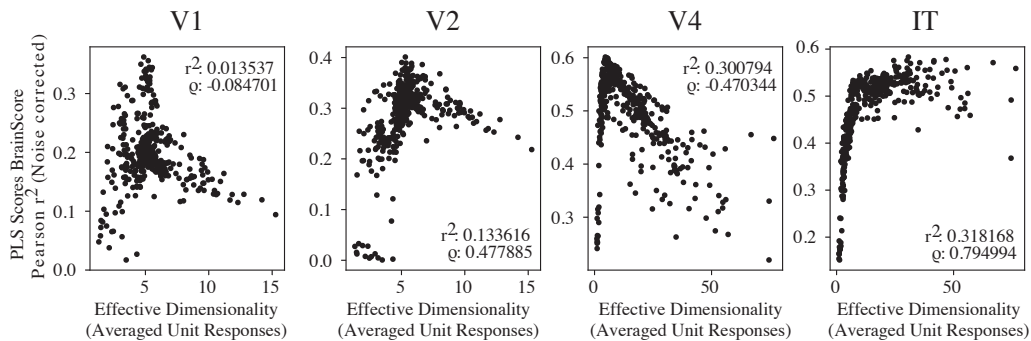 V1
V2
V4
IT
PLS Scores BrainScore
Pearson r² (Noise corrected)
0.3
0.2
0.1
0.0
r²: 0.013537
ϱ: -0.084701
5
10
15
Effective Dimensionality
(Averaged Unit Responses)
0.4
0.3
0.2
0.1
0.0
r²: 0.133616
ϱ: 0.477885
5
10
15
Effective Dimensionality
(Averaged Unit Responses)
0.6
0.5
0.4
0.3
r²: 0.300794
ϱ: -0.470344
0
50
Effective Dimensionality
(Averaged Unit Responses)
0.6
0.5
0.4
0.3
0.2
r²: 0.318168
ϱ: 0.794994
0
50
Effective Dimensionality
(Averaged Unit Responses)